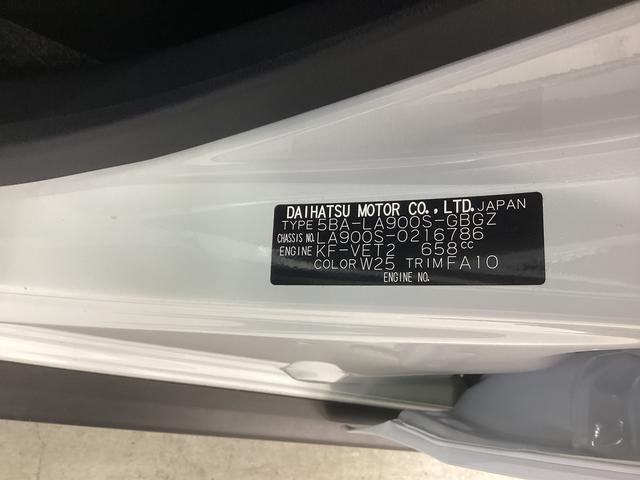 DAIHATSU MOTOR CO., LTD. JAPAN
TYPE 5BA-LA900S-GBGZ
CHASSIS NO. LA900S-0216786
ENGINE KF-VET2 658cc
COLOR W25 TRIM FA10
ENGINE NO.